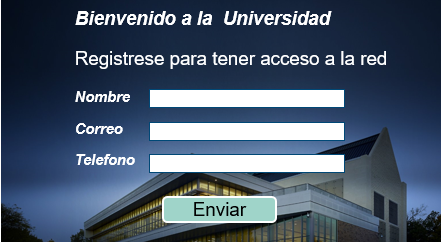 Bienvenido a la Universidad
Registrese para tener acceso a la red
Nombre
Correo
Telefono
Enviar